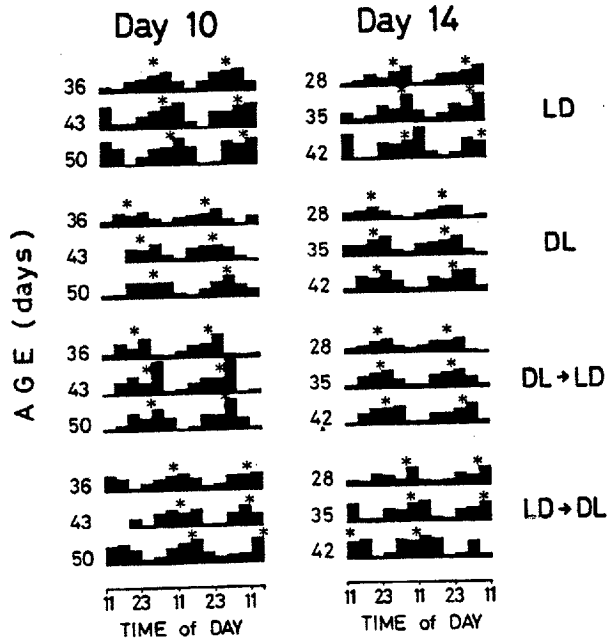 Day 10 Day 14
36 * * 28 * * LD
43 * * 35 * *
50 * * 42 * *
36 * * 28 * * DL
43 * * 35 * *
50 * * 42 * *
AGE (days)
36 * * 28 * * DL→LD
43 * * 35 * *
50 * * 42 * *
36 * * 28 * * LD→DL
43 * * 35 * *
50 * * 42 * *
11 23 11 23 11 11 23 11 23 11
TIME of DAY TIME of DAY